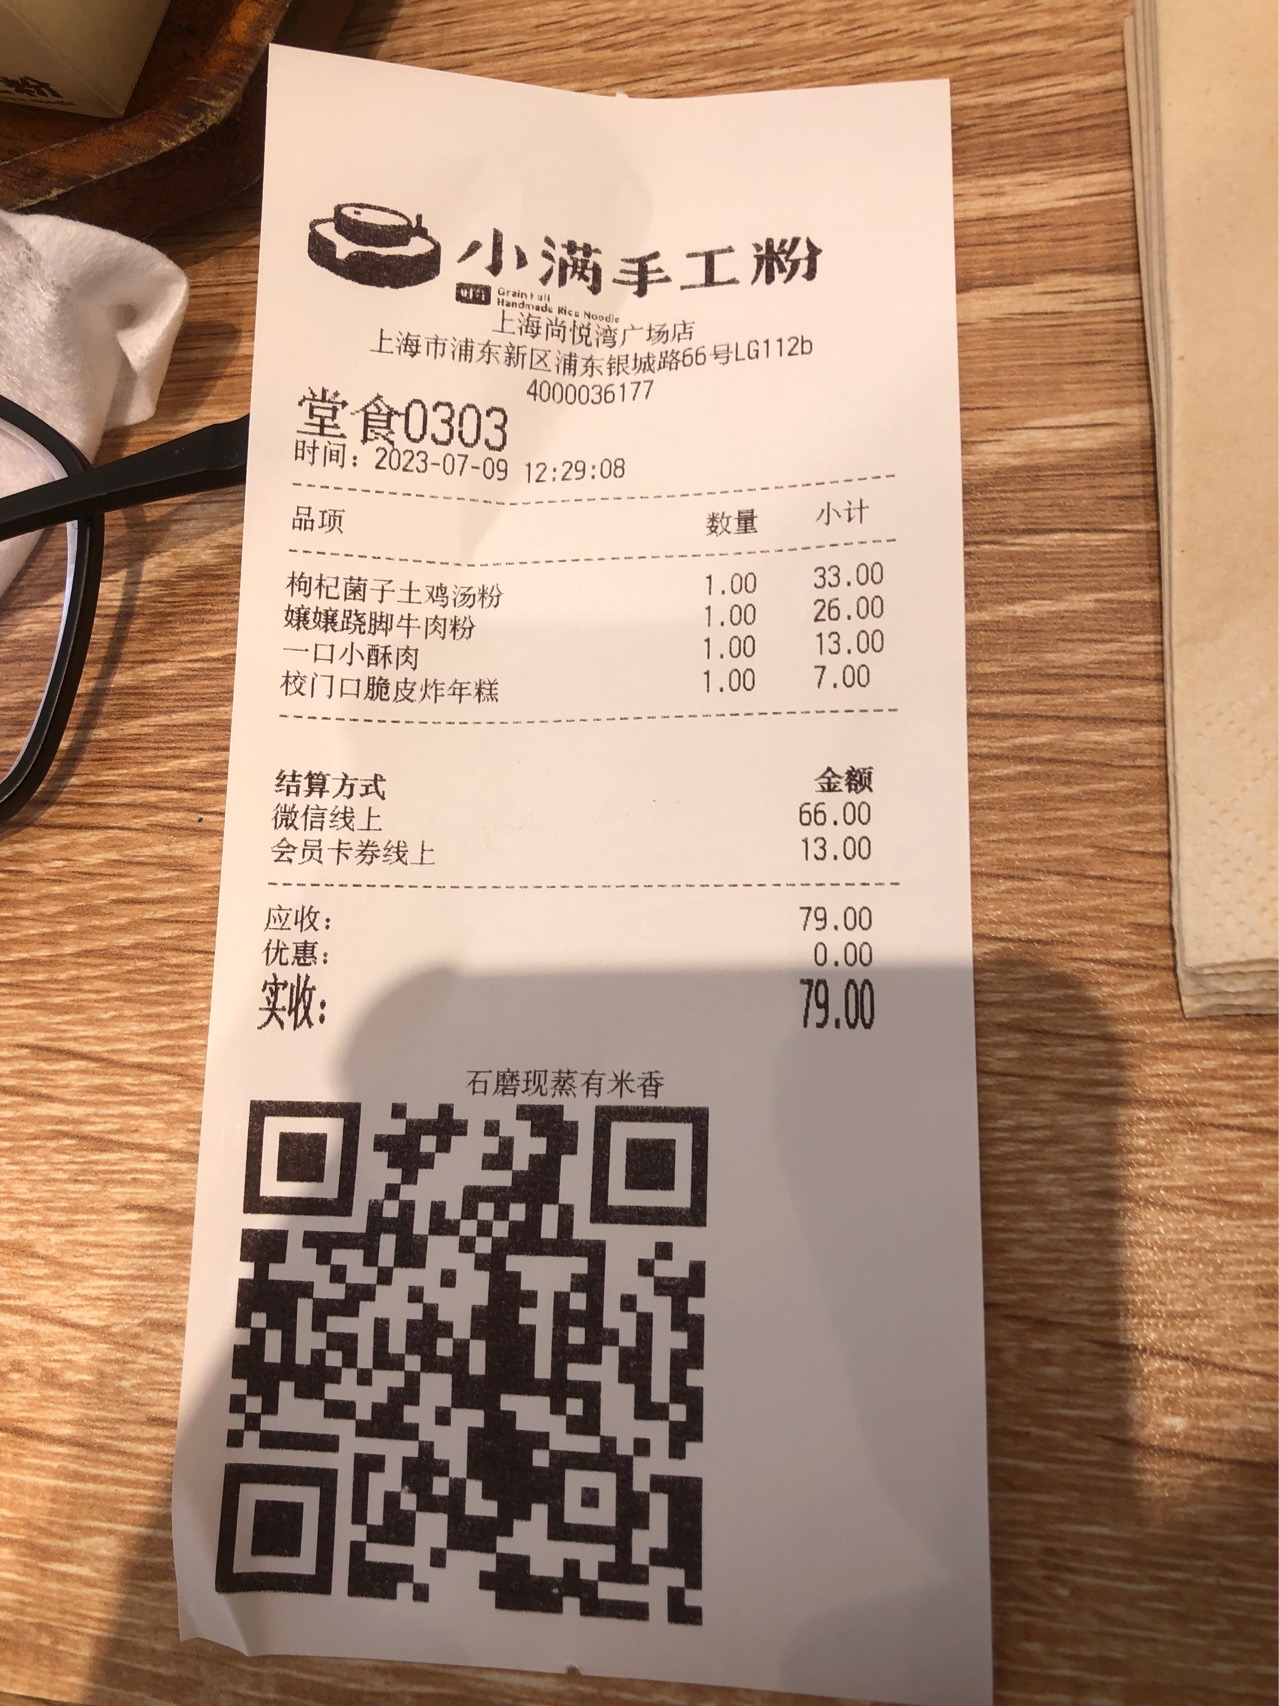 粉
小满手工粉
Grain Full
Handmade Rice Noodle
上海尚悦湾广场店
上海市浦东新区浦东银城路66号LG112b
4000036177
堂食0303
时间：2023-07-09 12:29:08
品项 数量 小计
枸杞菌子土鸡汤粉 1.00 33.00
孃孃跷脚牛肉粉 1.00 26.00
一口小酥肉 1.00 13.00
校门口脆皮炸年糕 1.00 7.00
结算方式 金额
微信线上 66.00
会员卡券线上 13.00
应收： 79.00
优惠： 0.00
实收： 79.00
石磨现蒸有米香